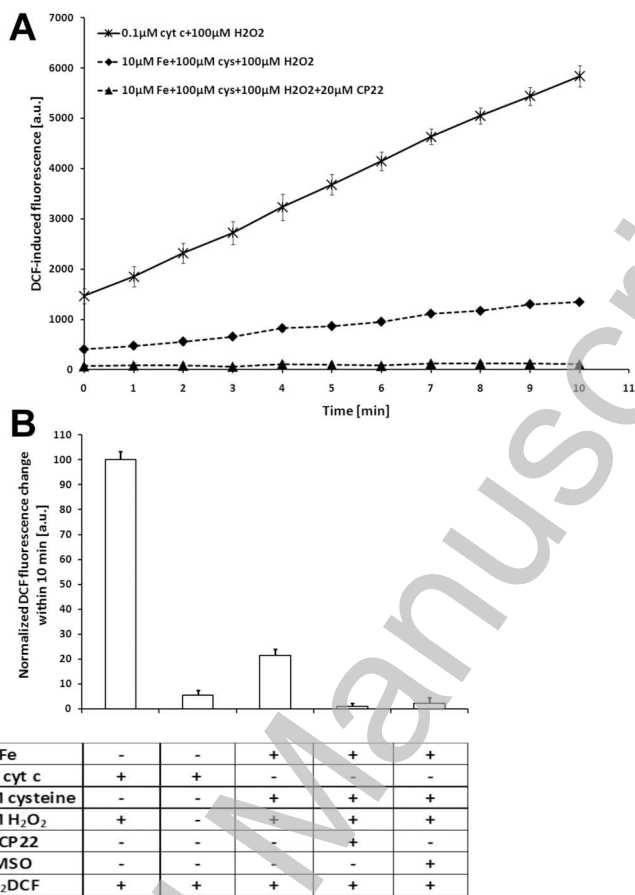 A
0.1µM cyt c+100µM H2O2
10µM Fe+100µM cys+100µM H2O2
10µM Fe+100µM cys+100µM H2O2+20µM CP22
DCF-induced fluorescence [a.u.]
7000
6000
5000
4000
3000
2000
1000
0
0 1 2 3 4 5 6 7 8 9 10 11
Time [min]
B
Normalized DCF fluorescence change
within 10 min [a.u.]
110
100
90
80
70
60
50
40
30
20
10
0
Fe - - + + +
cyt c + + - - -
M cysteine - - + + +
M H₂O₂ + - + + +
CP22 - - - + -
MSO - - - - +
₂DCF + + + + +
Manuscri